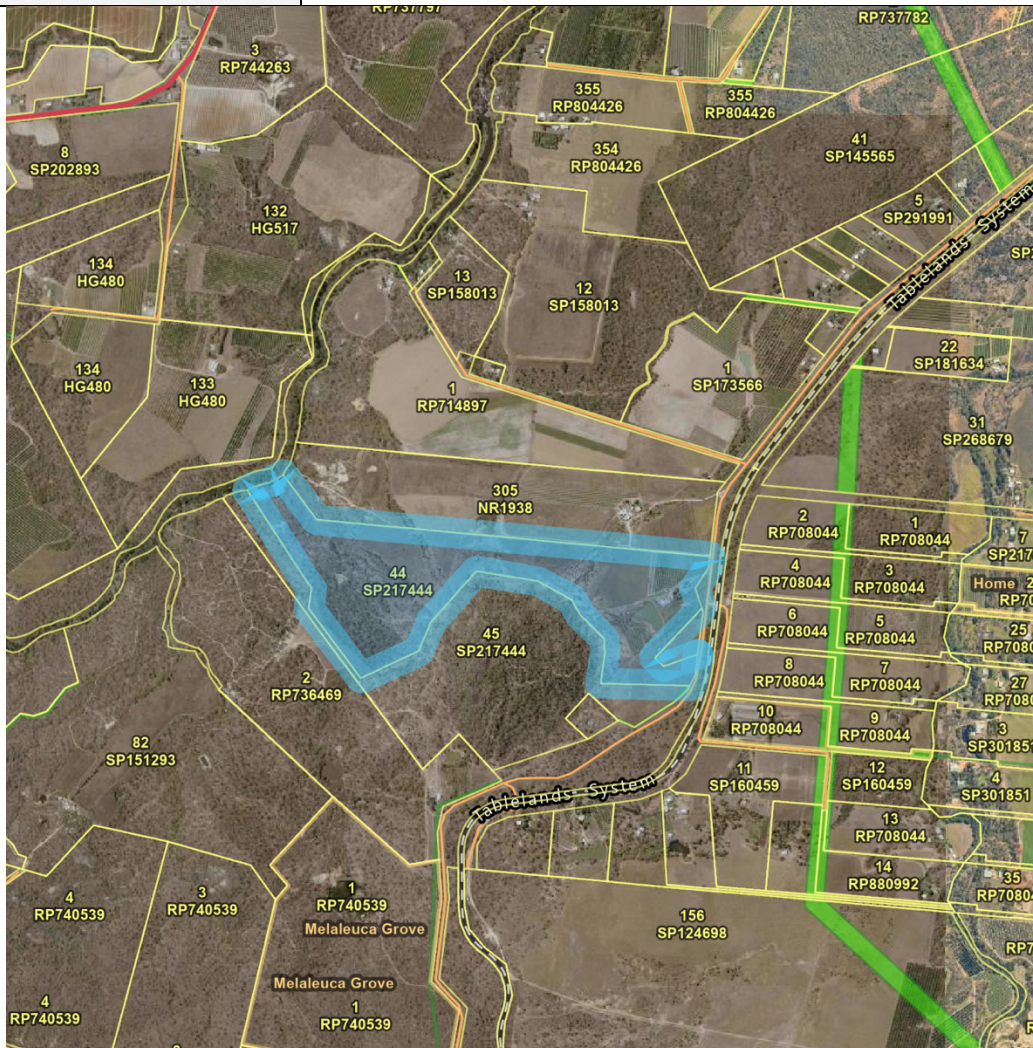 RP737797
RP737782
3
RP744263
355
RP804426
355
RP804426
41
SP145565
8
SP202893
354
RP804426
5
SP291991
132
HG517
134
HG480
13
SP158013
12
SP158013
Tablelands- System
22
SP181634
134
HG480
133
HG480
1
RP714897
1
SP173566
31
SP268679
305
NR1938
2
RP708044
1
RP708044
7
44
SP217444
4
RP708044
3
RP708044
Home
45
SP217444
6
RP708044
5
RP708044
25
2
RP736469
8
RP708044
7
RP708044
27
10
RP708044
9
RP708044
3
SP301851
82
SP151293
11
SP160459
12
SP160459
4
SP301851
Tablelands- System
13
RP708044
14
RP880992
35
4
RP740539
3
RP740539
1
RP740539
Melaleuca Grove
156
SP124698
Melaleuca Grove
4
RP740539
1
RP740539